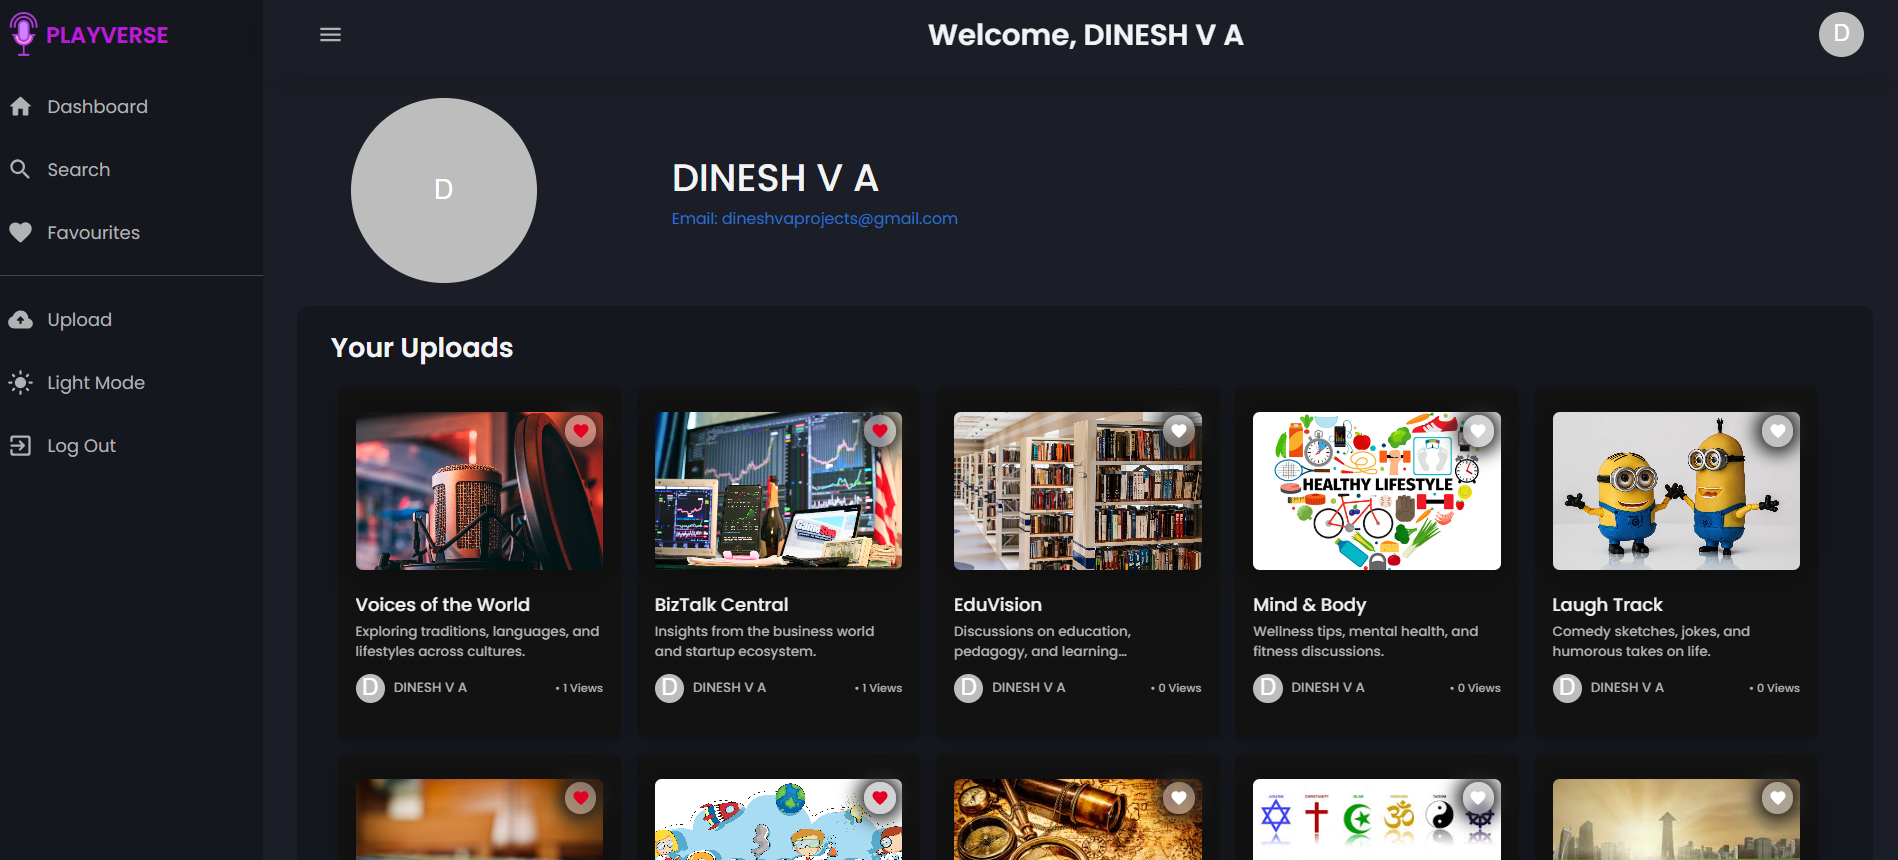 PLAYVERSE
Welcome, DINESH V A
D
Dashboard
Search
Favourites
Upload
Light Mode
Log Out
D
DINESH V A
Email: dineshvaprojects@gmail.com
Your Uploads
HEALTHY LIFESTYLE
Voices of the World
Exploring traditions, languages, and
lifestyles across cultures.
D DINESH V A • 1 Views
BizTalk Central
Insights from the business world
and startup ecosystem.
D DINESH V A • 1 Views
EduVision
Discussions on education,
pedagogy, and learning...
D DINESH V A • 0 Views
Mind & Body
Wellness tips, mental health, and
fitness discussions.
D DINESH V A • 0 Views
Laugh Track
Comedy sketches, jokes, and
humorous takes on life.
D DINESH V A • 0 Views